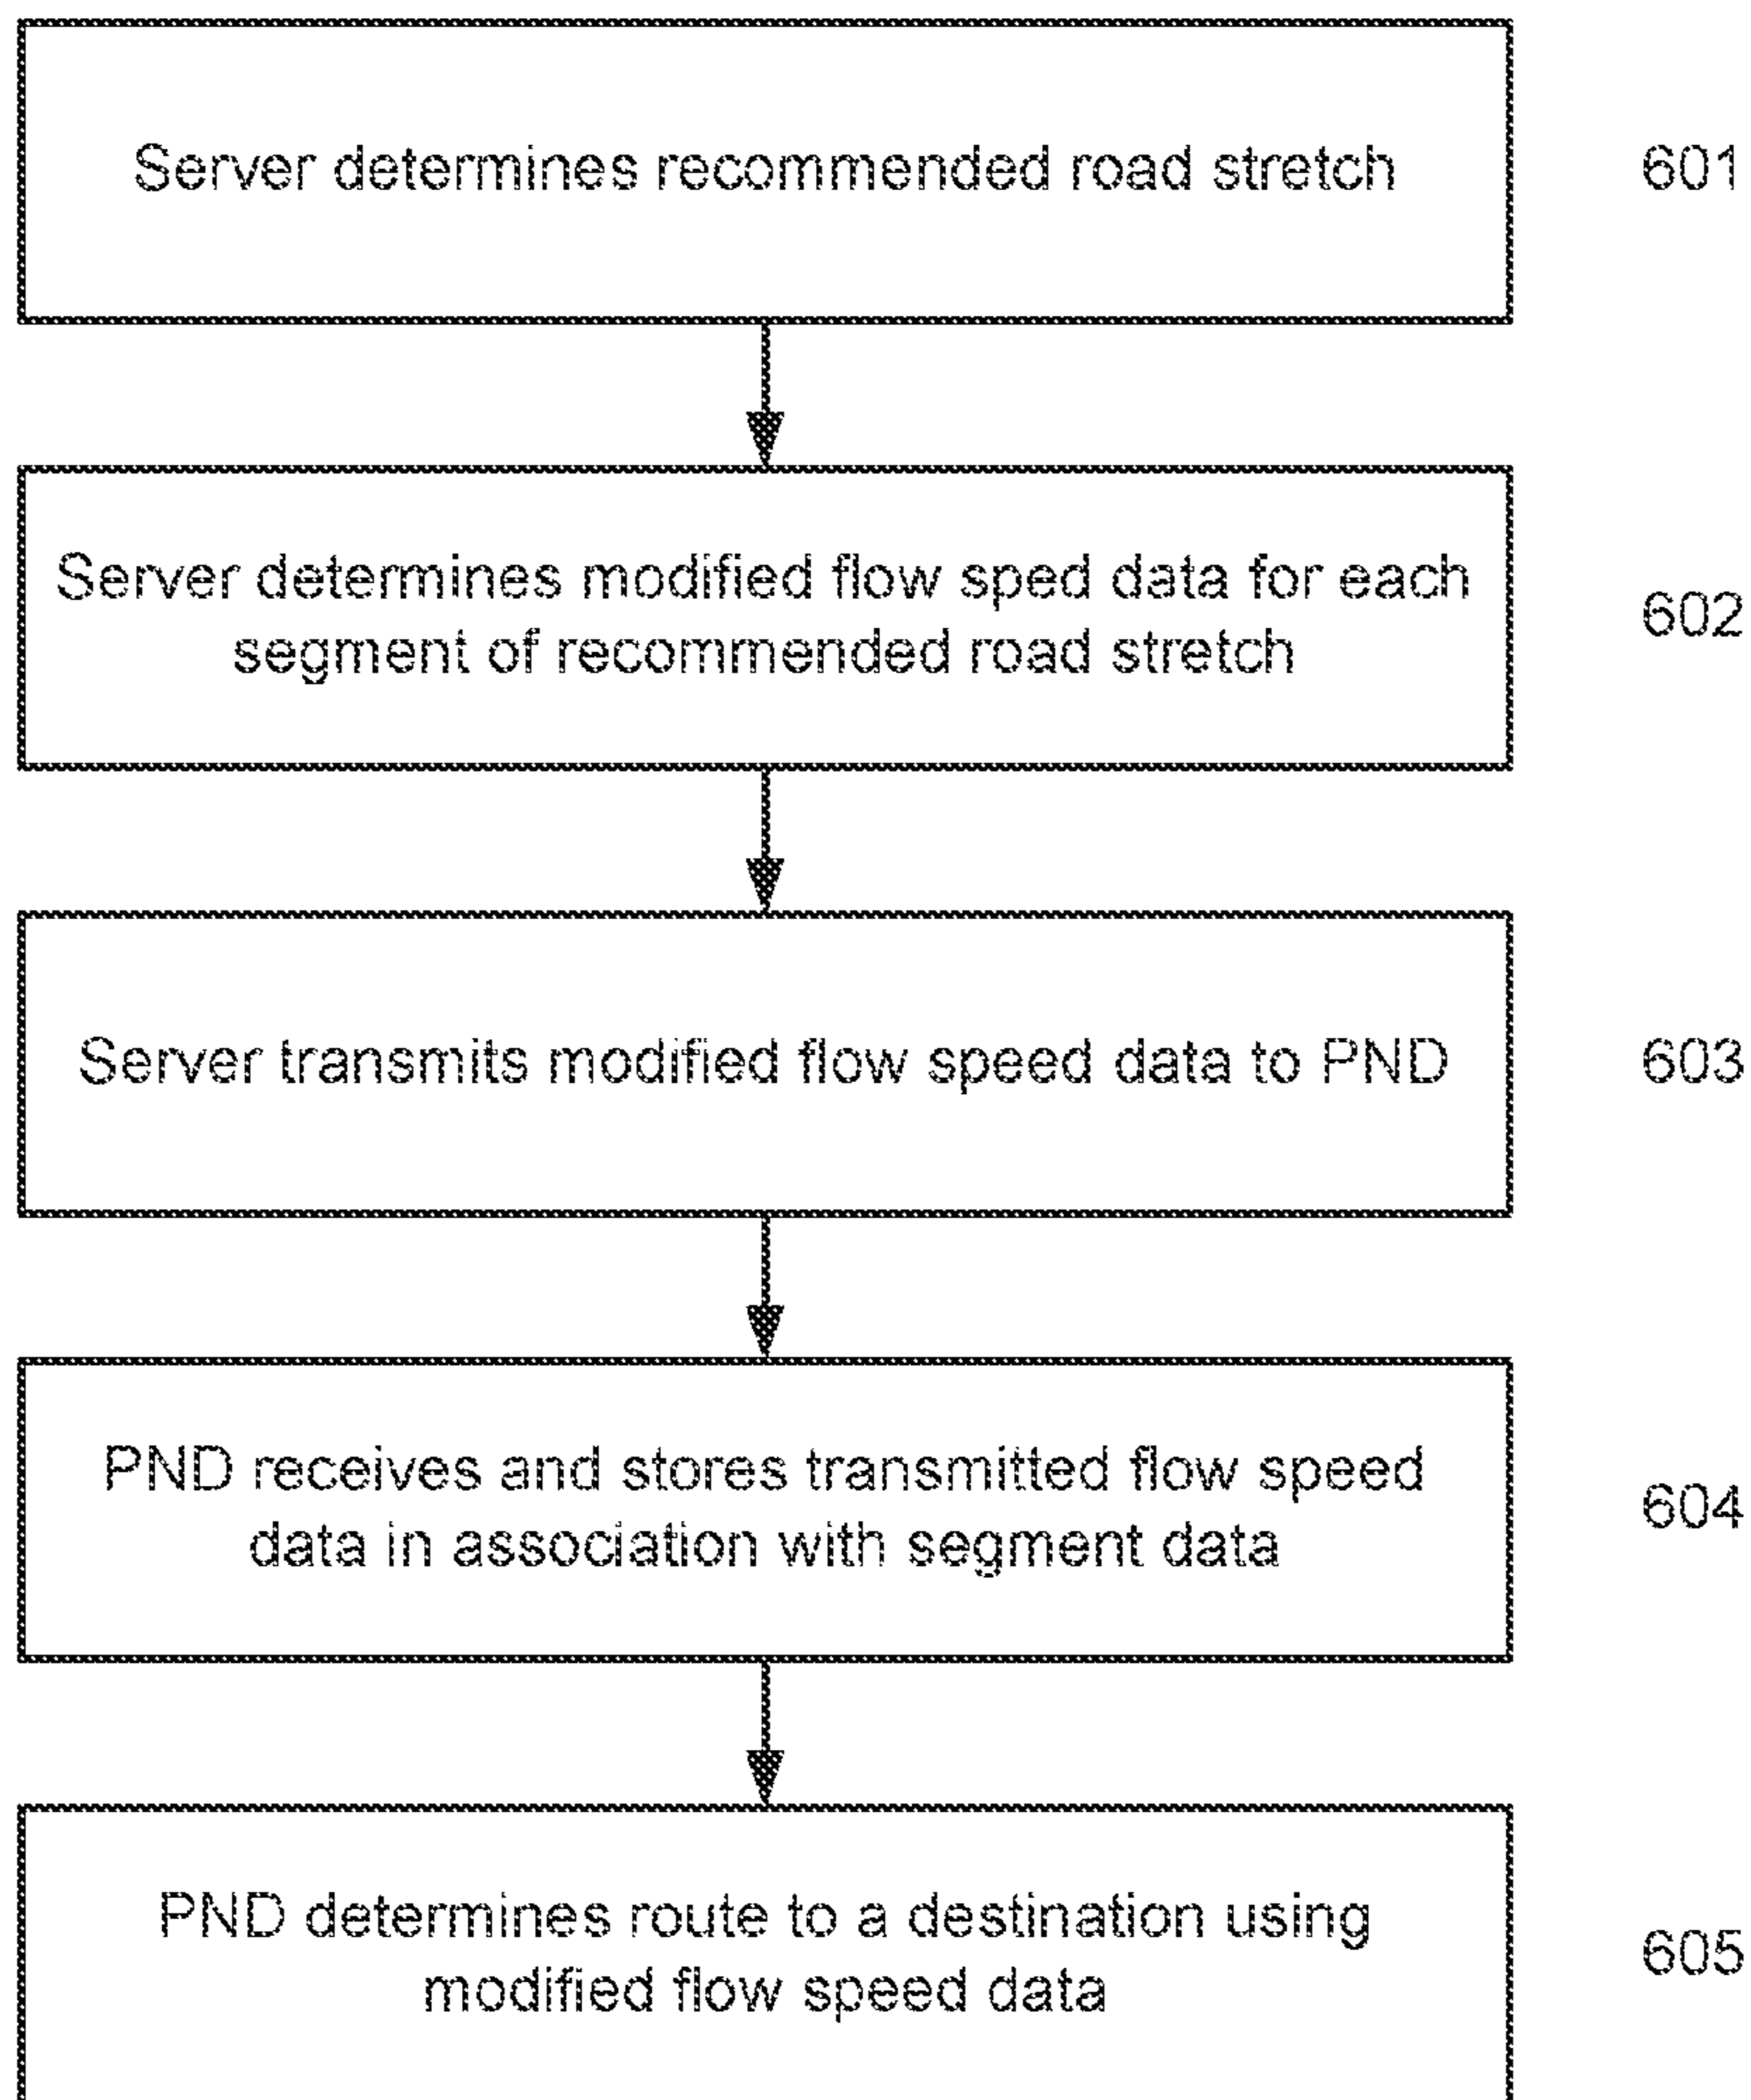 Server determines recommended road stretch
601
Server determines modified flow sped data for each
segment of recommended road stretch
602
Server transmits modified flow speed data to PND
603
PND receives and stores transmitted flow speed
data in association with segment data
604
PND determines route to a destination using
modified flow speed data
605